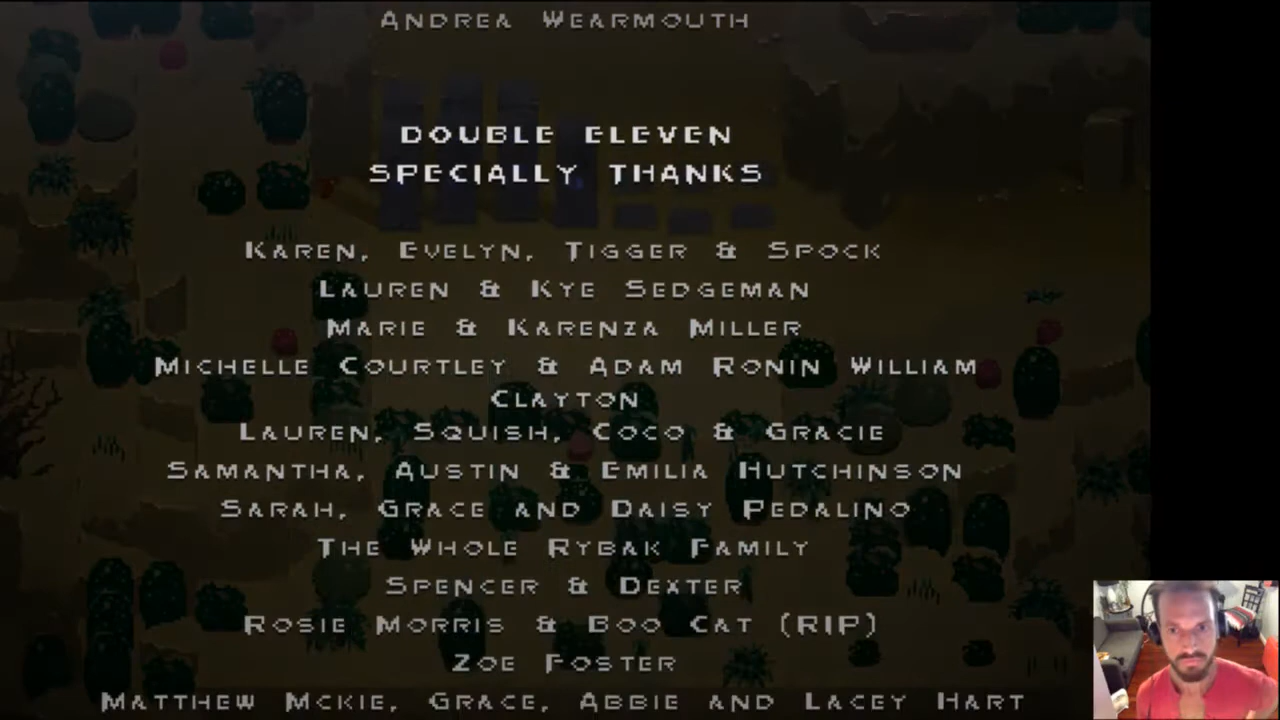 Andrea Wearmouth
DOUBLE ELEVEN
SPECIALLY THANKS
Karen, Evelyn, Tigger & Spock
Lauren & Kye Sedgeman
Marie & Karenza Miller
Michelle Courtley & Adam Ronin William
Clayton
Lauren, Squish, Coco & Gracie
Samantha, Austin & Emilia Hutchinson
Sarah, Grace and Daisy Pedalino
The Whole Rybak Family
Spencer & Dexter
Rosie Morris & Boo Cat (RIP)
Zoe Foster
Matthew Mckie, Grace, Abbie and Lacey Hart